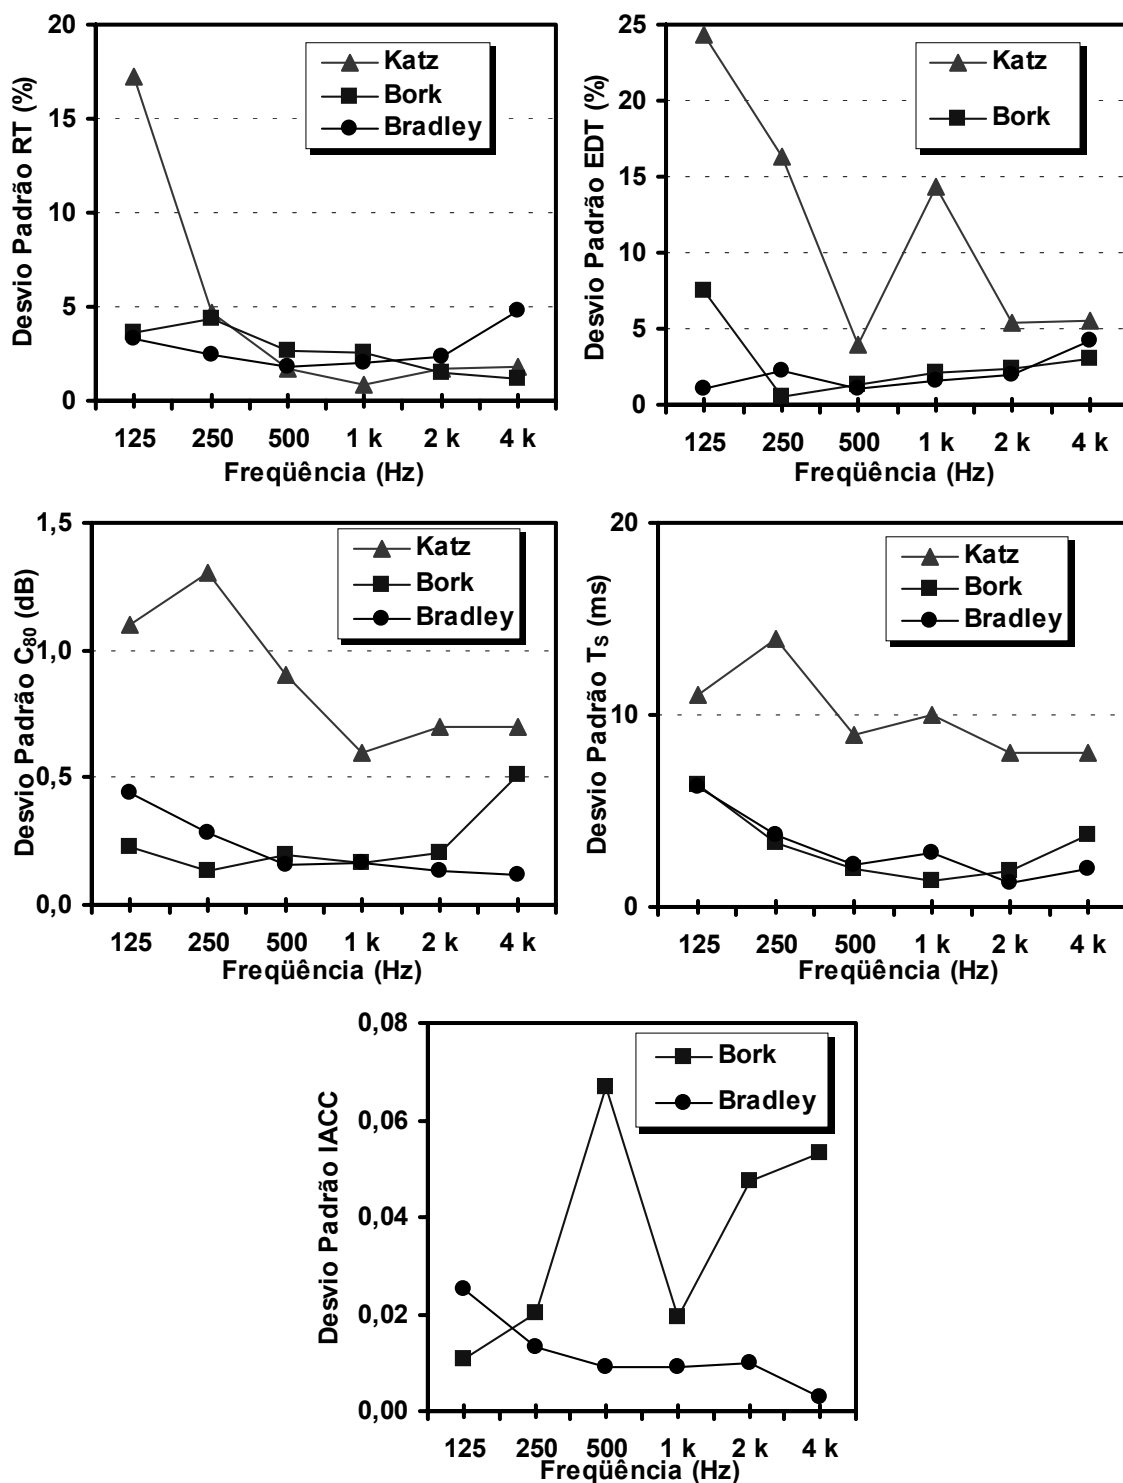 Desvio Padrão RT (%)
20
15
10
5
0
Katz
Bork
Bradley
125 250 500 1 k 2 k 4 k
Freqüência (Hz)
Desvio Padrão EDT (%)
25
20
15
10
5
0
Katz
Bork
125 250 500 1 k 2 k 4 k
Freqüência (Hz)
Desvio Padrão C80 (dB)
1,5
1,0
0,5
0,0
Katz
Bork
Bradley
125 250 500 1 k 2 k 4 k
Freqüência (Hz)
Desvio Padrão TS (ms)
20
10
0
Katz
Bork
Bradley
125 250 500 1 k 2 k 4 k
Freqüência (Hz)
Desvio Padrão IACC
0,08
0,06
0,04
0,02
0,00
Bork
Bradley
125 250 500 1 k 2 k 4 k
Freqüência (Hz)